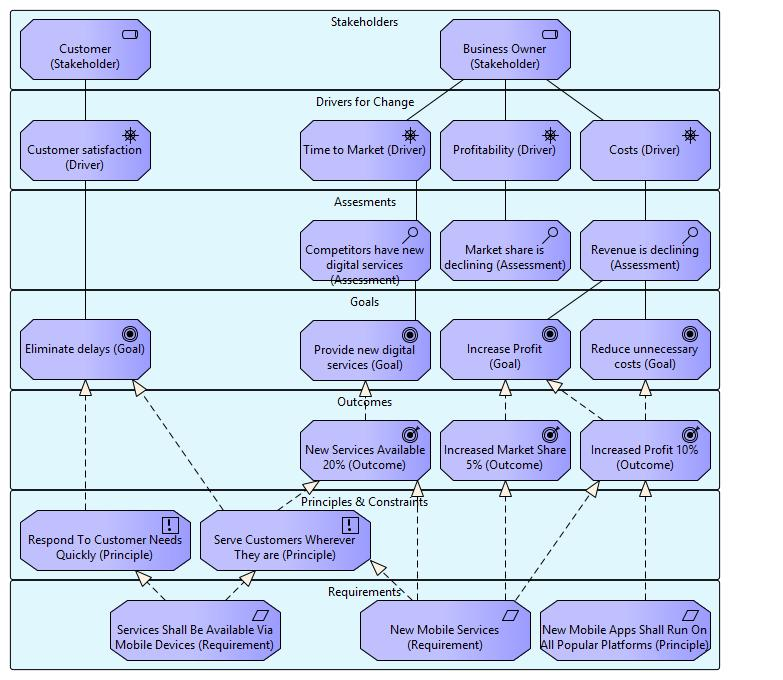 Stakeholders
Customer
(Stakeholder)
Business Owner
(Stakeholder)
Drivers for Change
Customer satisfaction
(Driver)
Time to Market (Driver)
Profitability (Driver)
Costs (Driver)
Assesments
Competitors have new
digital services
(Assessment)
Market share is
declining (Assessment)
Revenue is declining
(Assessment)
Goals
Eliminate delays (Goal)
Provide new digital
services (Goal)
Increase Profit
(Goal)
Reduce unnecessary
costs (Goal)
Outcomes
New Services Available
20% (Outcome)
Increased Market Share
5% (Outcome)
Increased Profit 10%
(Outcome)
Principles & Constraints
Respond To Customer Needs
Quickly (Principle)
Serve Customers Wherever
They are (Principle)
Requirements
Services Shall Be Available Via
Mobile Devices (Requirement)
New Mobile Services
(Requirement)
New Mobile Apps Shall Run On
All Popular Platforms (Principle)